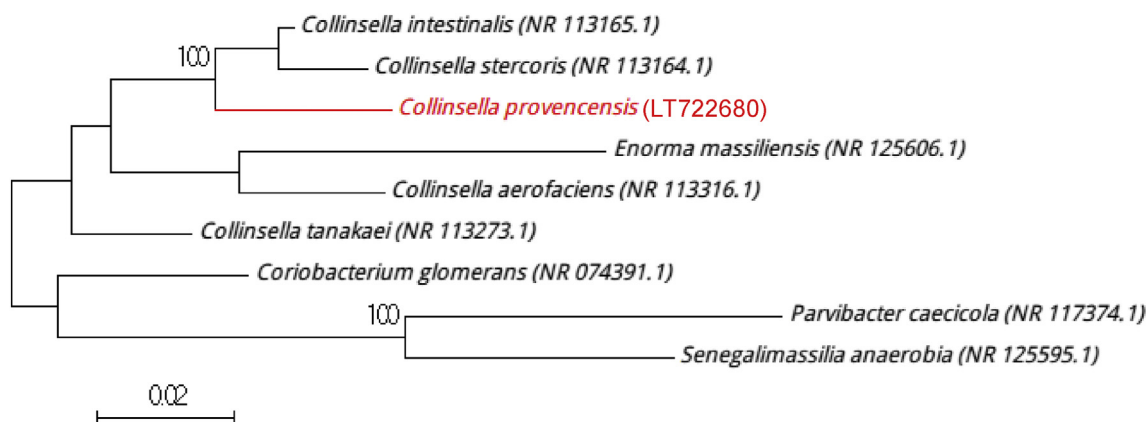 Collinsella intestinalis (NR 113165.1)
100
Collinsella stercoris (NR 113164.1)
Collinsella provencensis (LT722680)
Enorma massiliensis (NR 125606.1)
Collinsella aerofaciens (NR 113316.1)
Collinsella tanakaei (NR 113273.1)
Coriobacterium glomerans (NR 074391.1)
100
Parvibacter caecicola (NR 117374.1)
Senegalimassilia anaerobia (NR 125595.1)
0.02